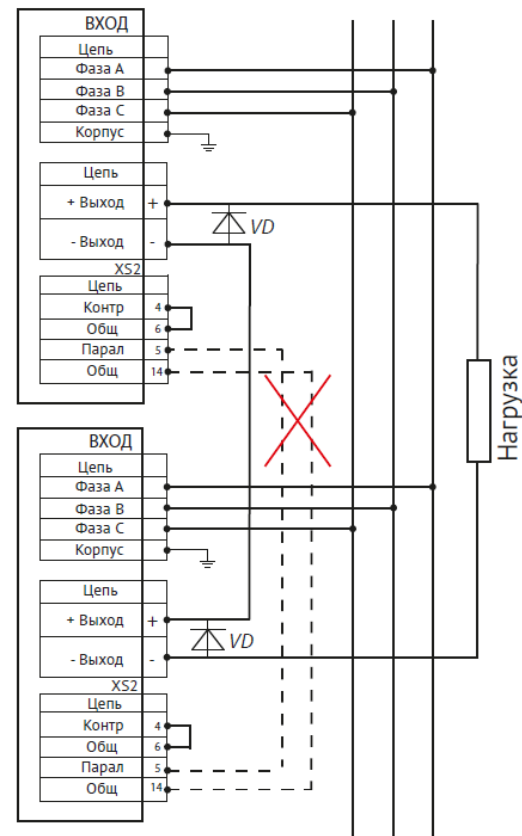 ВХОД
Цепь
Фаза А
Фаза В
Фаза С
Корпус
Цепь
+ Выход +
- Выход -
VD
XS2
Цепь
Контр 4
Общ 6
Парал 5
Общ 14
Нагрузка
ВХОД
Цепь
Фаза А
Фаза В
Фаза С
Корпус
Цепь
+ Выход +
- Выход -
VD
XS2
Цепь
Контр 4
Общ 6
Парал 5
Общ 14